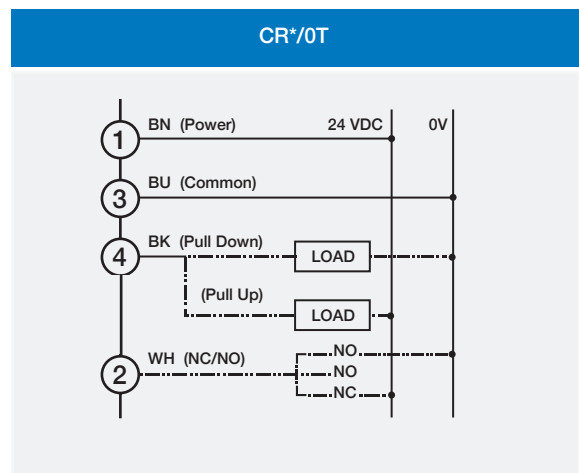 CR*/0T
1 BN (Power) 24 VDC 0V
3 BU (Common)
4 BK (Pull Down) LOAD
(Pull Up) LOAD
NO
2 WH (NC/NO) NO
NC